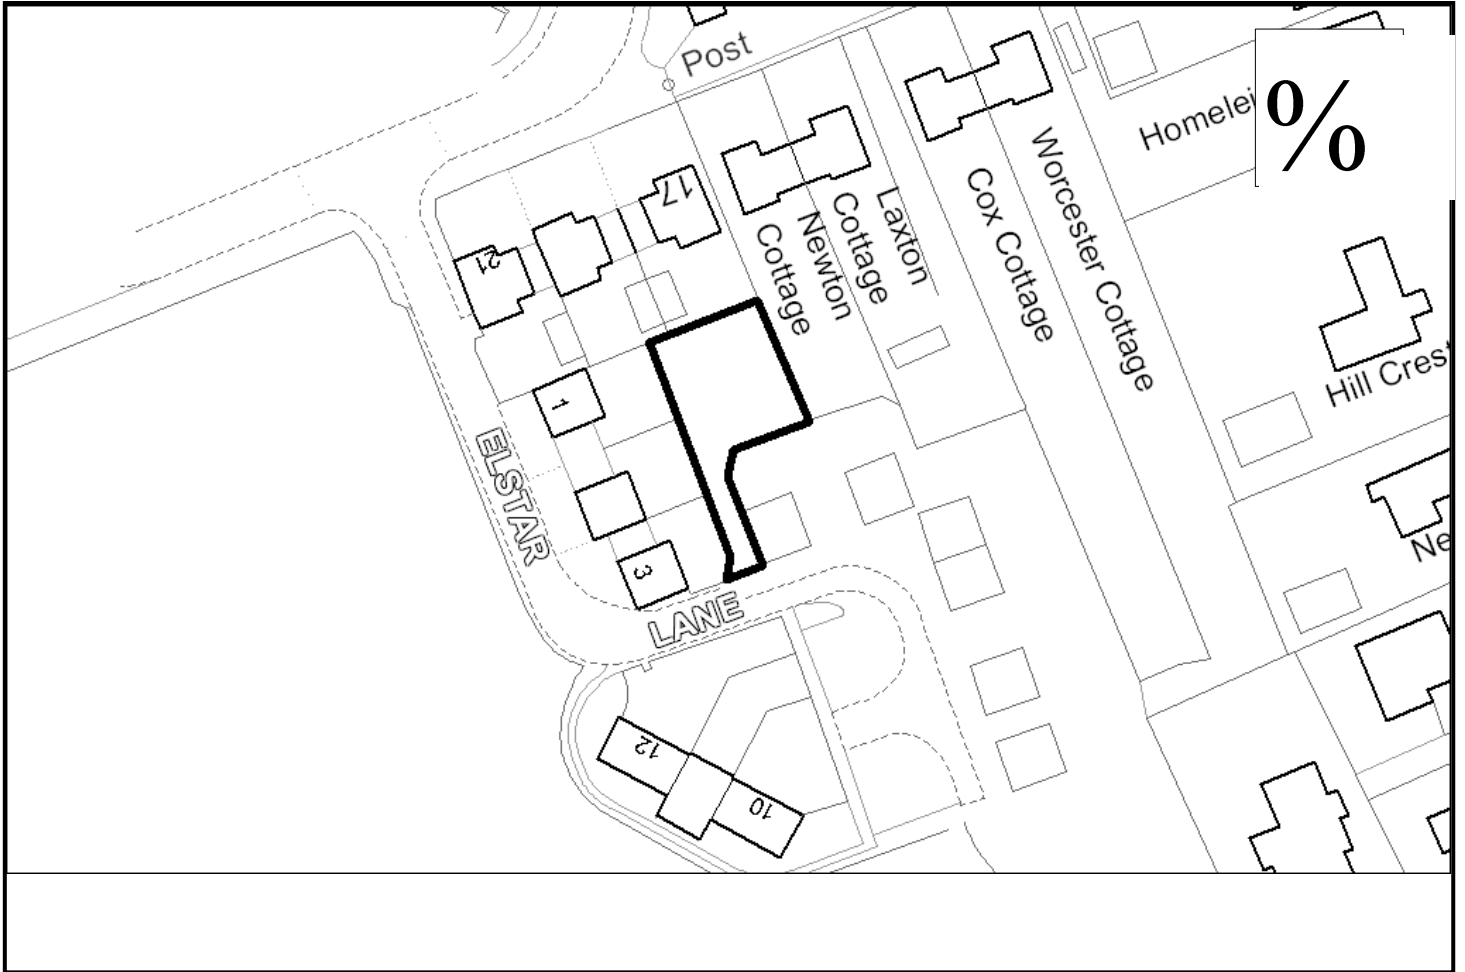 Post
%
Homelei
17
21
Cottage
Newton
Cottage
Laxton
Cox Cottage
Worcester Cottage
Hill Crest
1
ELSTAR
3
LANE
Ne
12
10